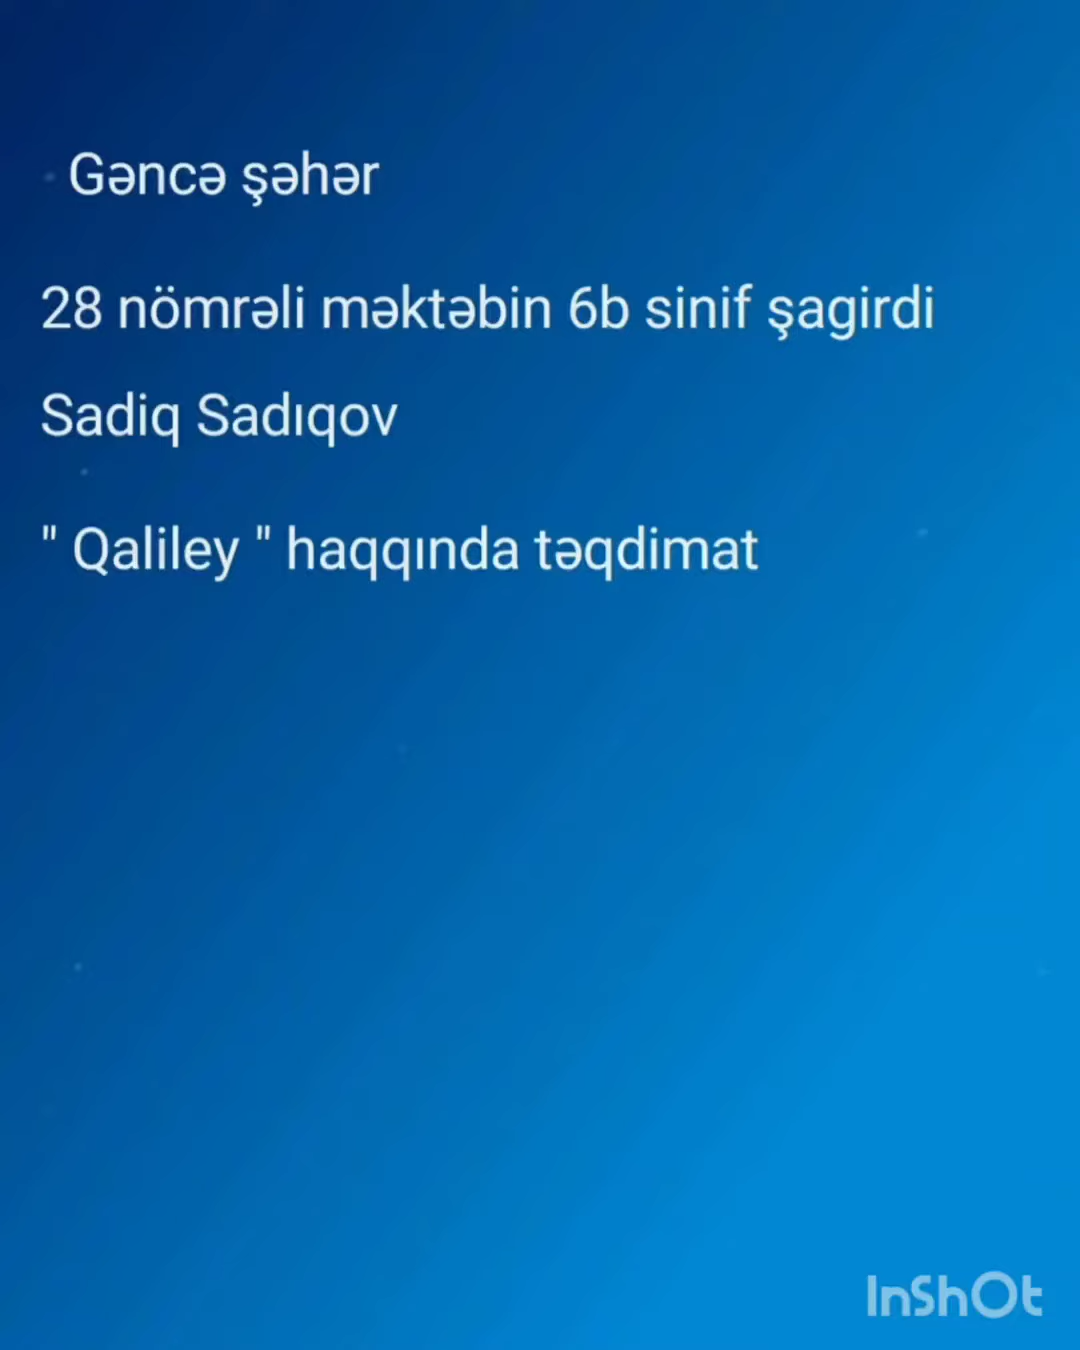 Gəncə şəhər
28 nömrəli məktəbin 6b sinif şagirdi
Sadiq Sadıqov
" Qaliley " haqqında təqdimat
InShOt